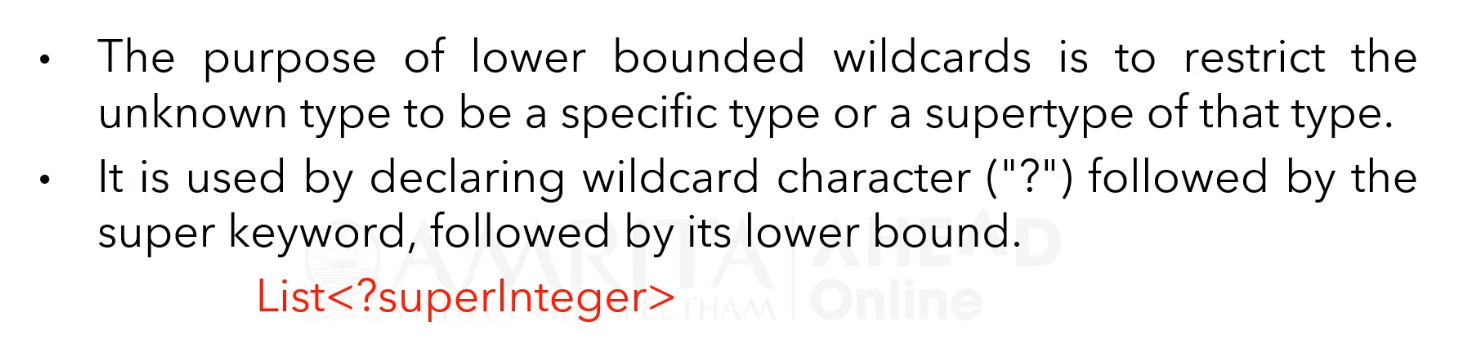 • The purpose of lower bounded wildcards is to restrict the
unknown type to be a specific type or a supertype of that type.
• It is used by declaring wildcard character ("?") followed by the
super keyword, followed by its lower bound.
List<?superInteger>
AMRITA AHEAD
Online